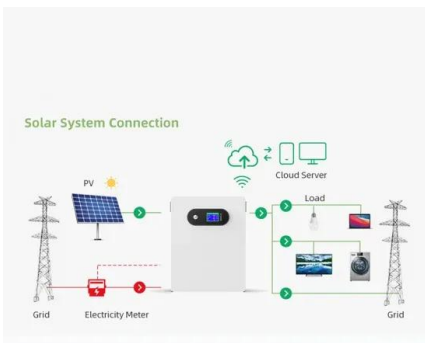 Solar System Connection
Cloud Server
PV
Load
Grid
Electricity Meter
Grid